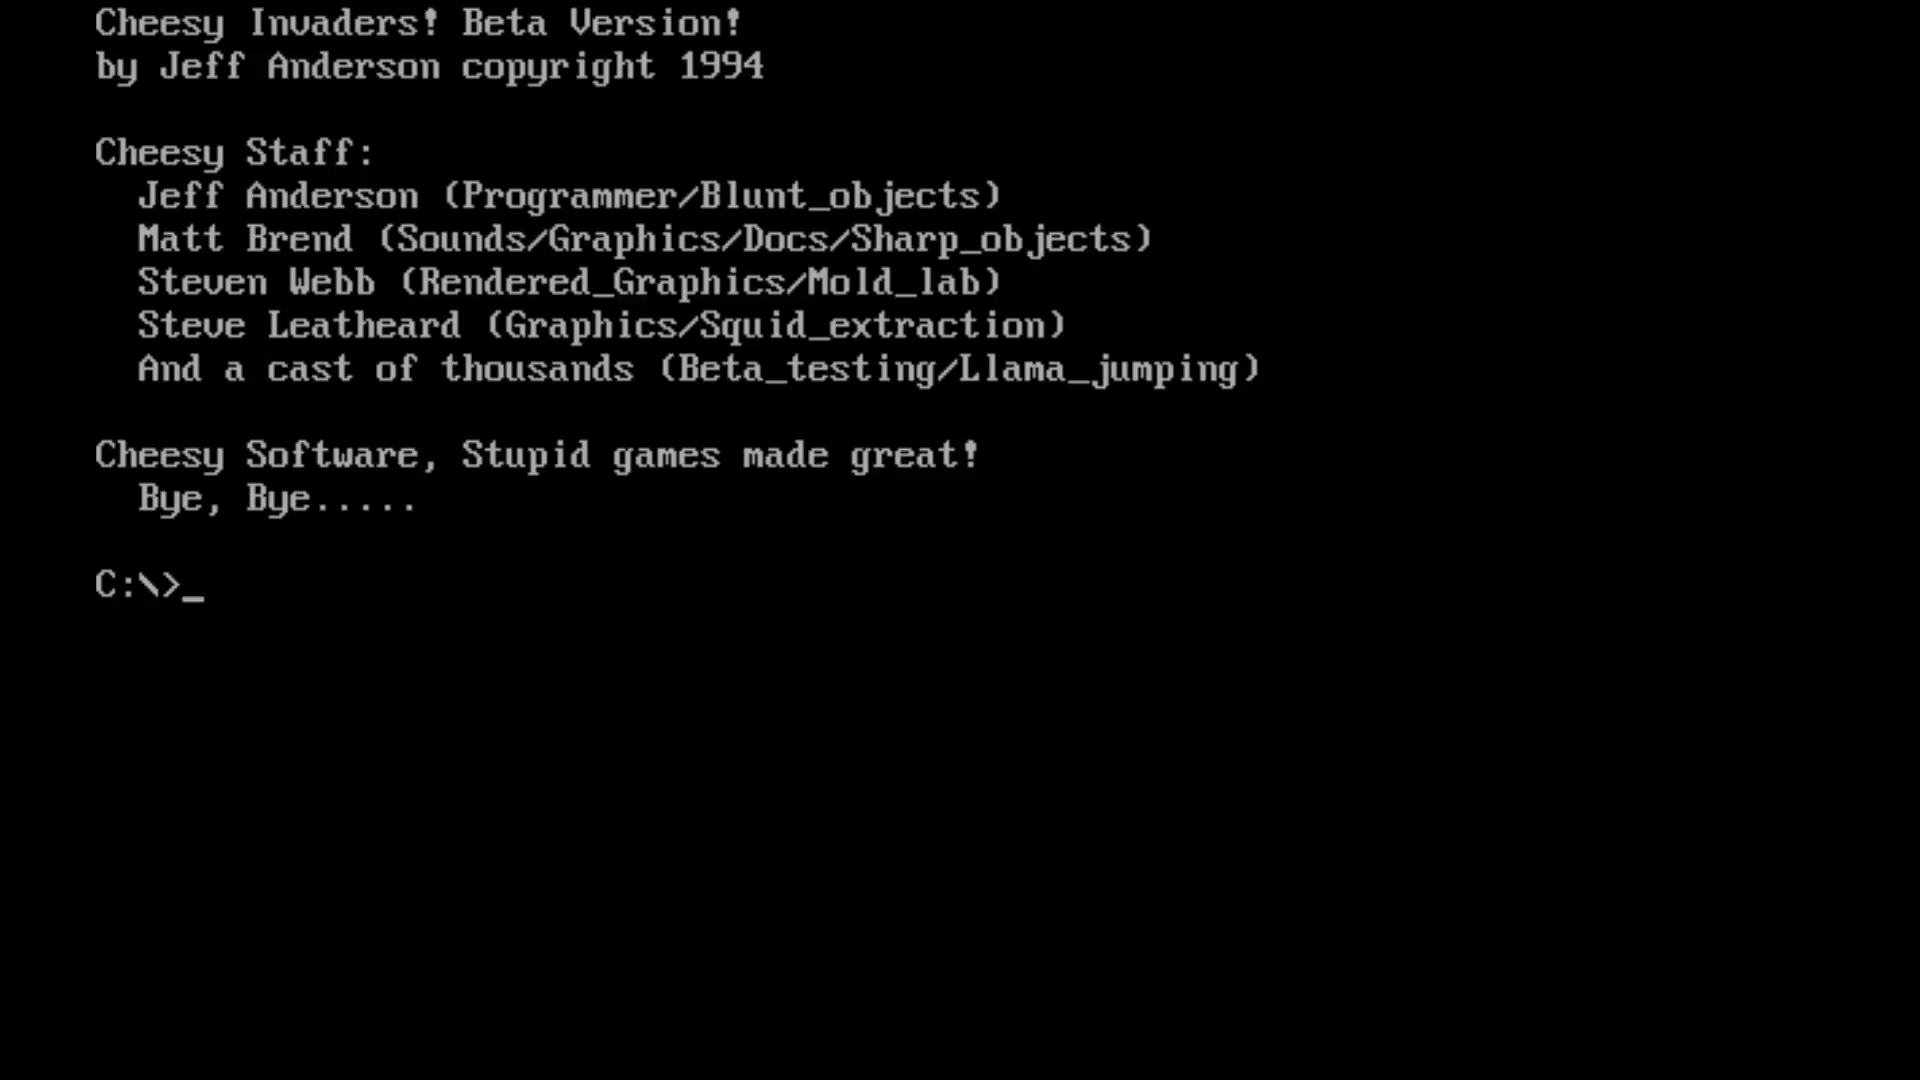 Cheesy Invaders! Beta Version!
by Jeff Anderson copyright 1994
Cheesy Staff:
Jeff Anderson (Programmer/Blunt_objects)
Matt Brend (Sounds/Graphics/Docs/Sharp_objects)
Steven Webb (Rendered_Graphics/Mold_lab)
Steve Leatheard (Graphics/Squid_extraction)
And a cast of thousands (Beta_testing/Llama_jumping)
Cheesy Software, Stupid games made great!
Bye, Bye.....
C:\>_